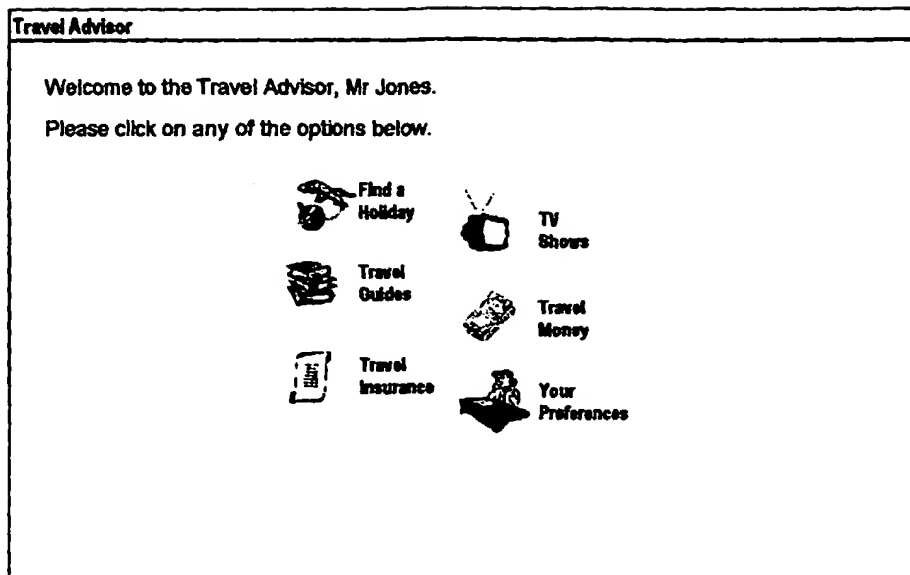 Travel Advisor
Welcome to the Travel Advisor, Mr Jones.
Please click on any of the options below.
Find a
Holiday
TV
Shows
Travel
Guides
Travel
Money
Travel
Insurance
Your
Preferences